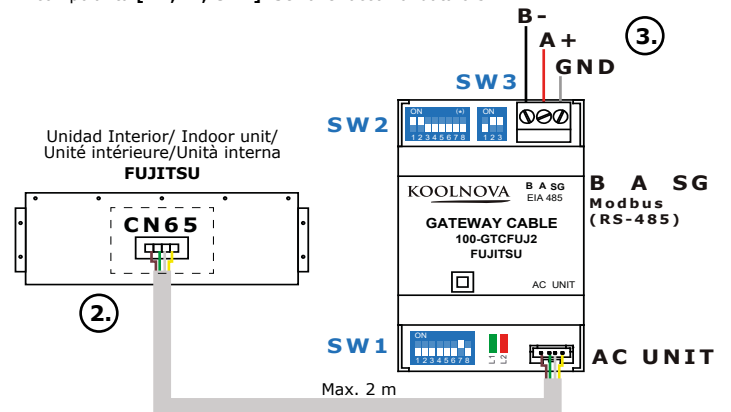 B-
A+
GND
3.
SW3
SW2
ON (*)
1 2 3 4 5 6 7 8
ON
1 2 3
Unidad Interior/ Indoor unit/
Unité intérieure/Unità interna
FUJITSU
CN65
KOOLNOVA
B A SG
EIA 485
B A SG
Modbus
(RS-485)
GATEWAY CABLE
100-GTCFUJ2
FUJITSU
AC UNIT
2.
SW1
ON
1 2 3 4 5 6 7 8
L1
L2
AC UNIT
Max. 2 m